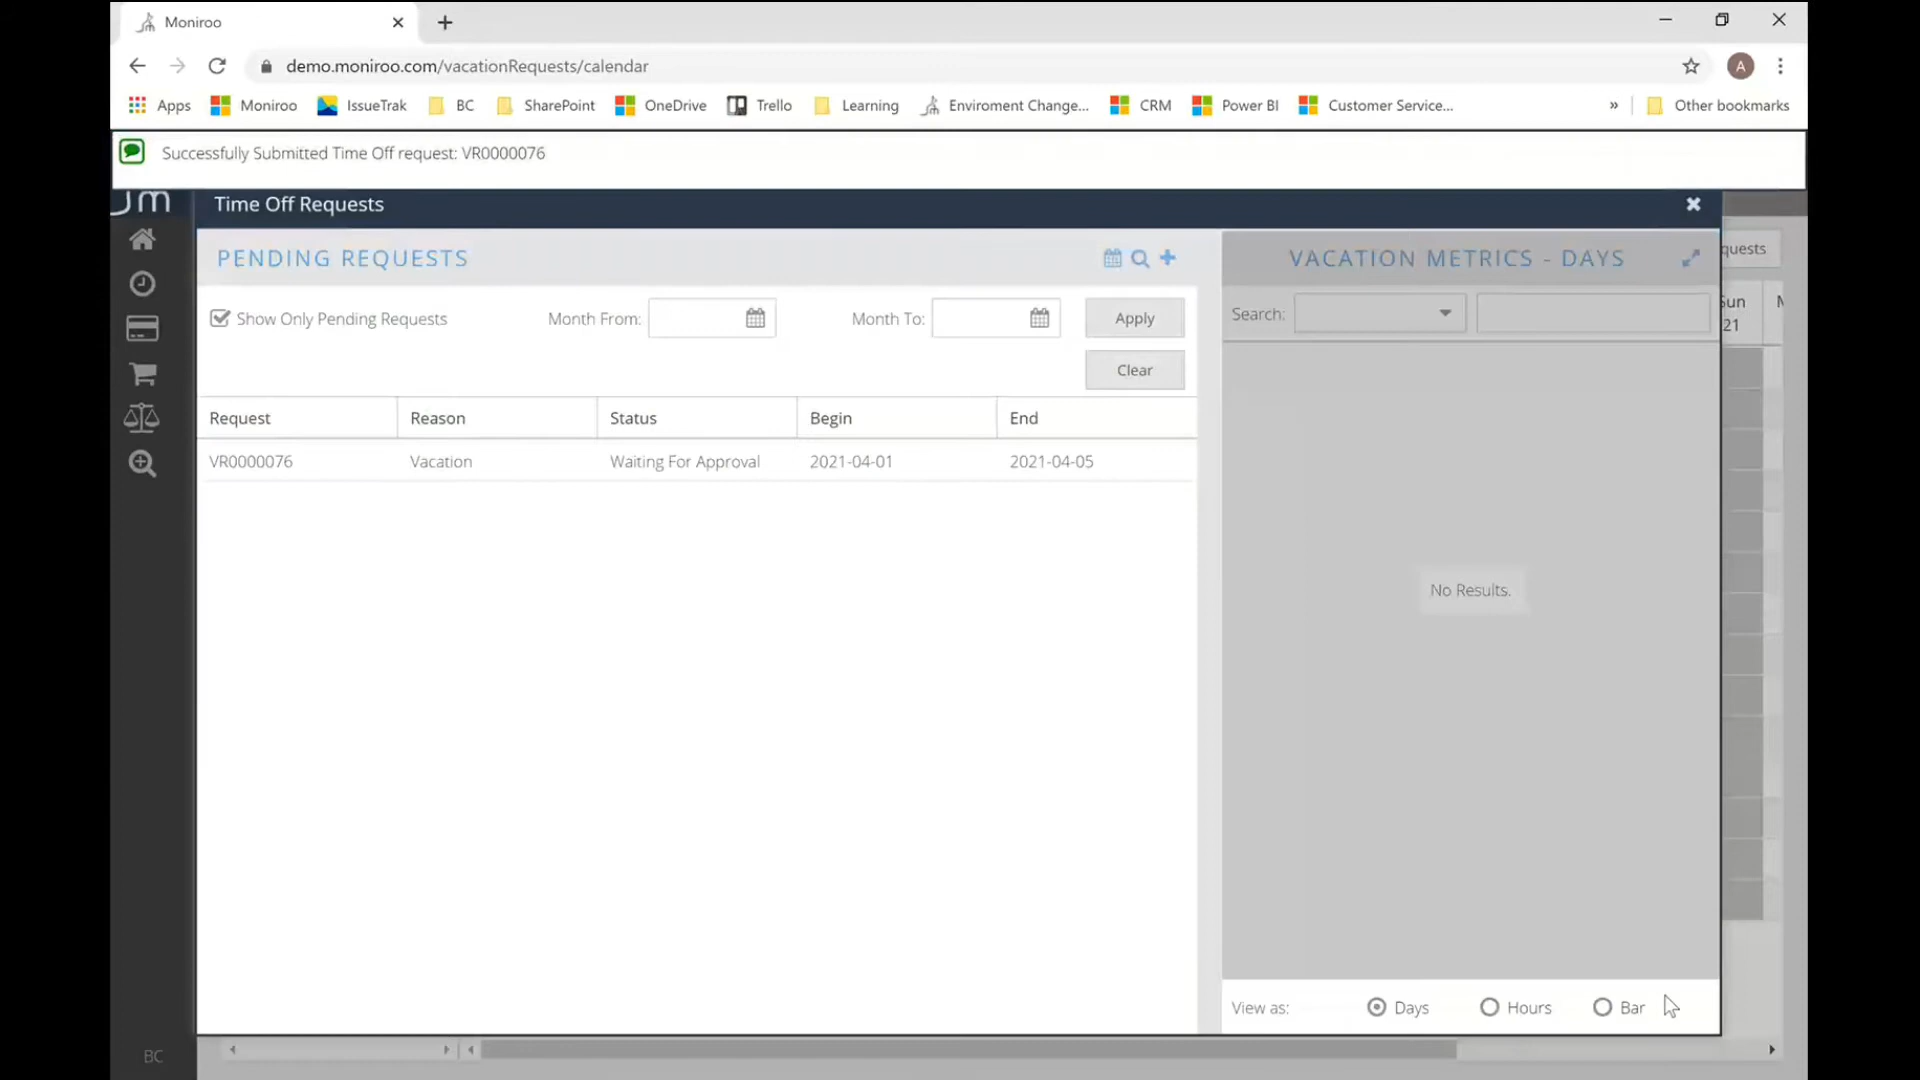 Moniroo
demo.moniroo.com/vacationRequests/calendar
A
Apps Moniroo IssueTrak BC SharePoint OneDrive Trello Learning Enviroment Change... CRM Power BI Customer Service... » Other bookmarks
Successfully Submitted Time Off request: VR0000076
Jm Time Off Requests
PENDING REQUESTS
VACATION METRICS - DAYS
quests
Show Only Pending Requests Month From: Month To: Apply
Clear
Search:
Sun M
21
Request Reason Status Begin End
VR0000076 Vacation Waiting For Approval 2021-04-01 2021-04-05
No Results.
View as: Days Hours Bar
BC